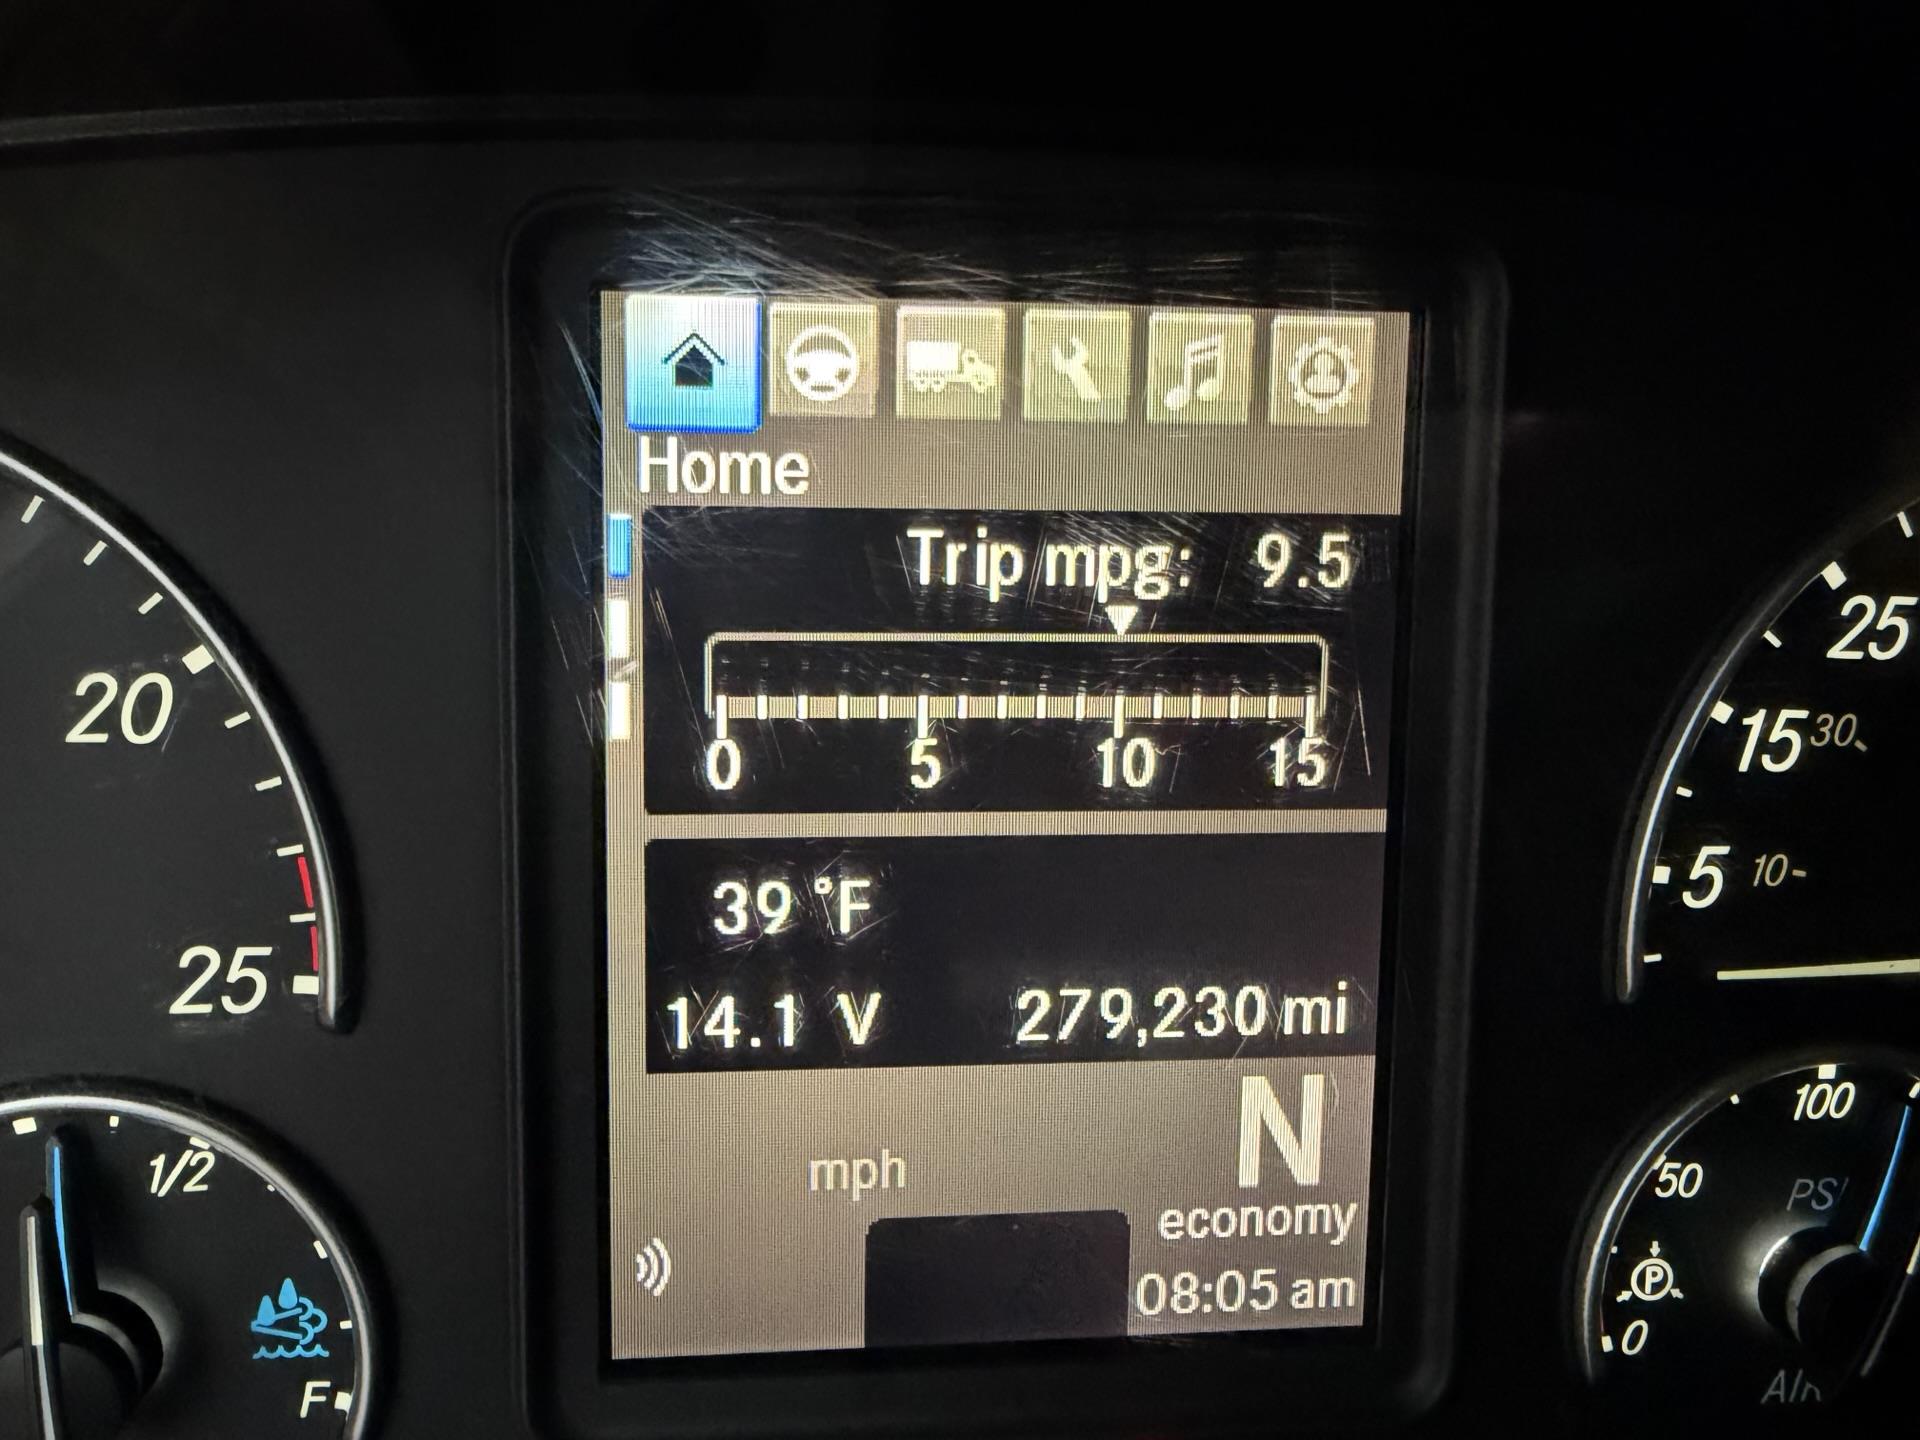 Home
Trip mpg: 9.5
0 5 10 15
39 °F
14.1 V 279,230 mi
N
mph
economy
08:05 am
20
25
1/2
F
25
15 30
5 10
100
50
PSI
P
0